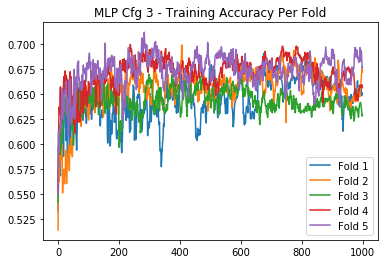 MLP Cfg 3 - Training Accuracy Per Fold
0.700
0.675
0.650
0.625
0.600
0.575
0.550
0.525
0 200 400 600 800 1000
Fold 1
Fold 2
Fold 3
Fold 4
Fold 5